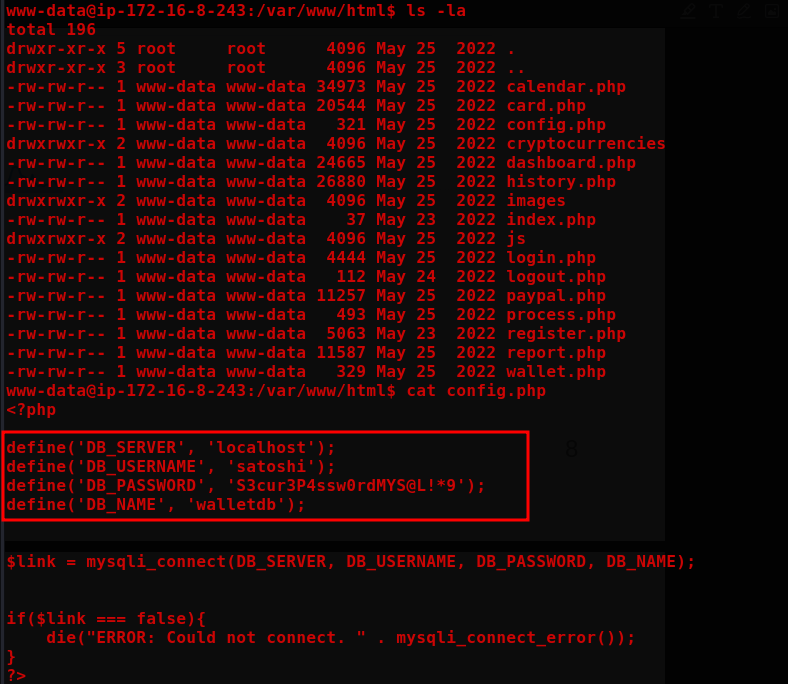 www-data@ip-172-16-8-243:/var/www/html$ ls -la
total 196
drwxr-xr-x 5 root     root      4096 May 25  2022 .
drwxr-xr-x 3 root     root      4096 May 25  2022 ..
-rw-rw-r-- 1 www-data www-data 34973 May 25  2022 calendar.php
-rw-rw-r-- 1 www-data www-data 20544 May 25  2022 card.php
-rw-rw-r-- 1 www-data www-data   321 May 25  2022 config.php
drwxrwxr-x 2 www-data www-data  4096 May 25  2022 cryptocurrencies
-rw-rw-r-- 1 www-data www-data 24665 May 25  2022 dashboard.php
-rw-rw-r-- 1 www-data www-data 26880 May 25  2022 history.php
drwxrwxr-x 2 www-data www-data  4096 May 25  2022 images
-rw-rw-r-- 1 www-data www-data    37 May 23  2022 index.php
drwxrwxr-x 2 www-data www-data  4096 May 25  2022 js
-rw-rw-r-- 1 www-data www-data  4444 May 25  2022 login.php
-rw-rw-r-- 1 www-data www-data   112 May 24  2022 logout.php
-rw-rw-r-- 1 www-data www-data 11257 May 25  2022 paypal.php
-rw-rw-r-- 1 www-data www-data   493 May 25  2022 process.php
-rw-rw-r-- 1 www-data www-data  5063 May 23  2022 register.php
-rw-rw-r-- 1 www-data www-data 11587 May 25  2022 report.php
-rw-rw-r-- 1 www-data www-data   329 May 25  2022 wallet.php
www-data@ip-172-16-8-243:/var/www/html$ cat config.php
<?php
define('DB_SERVER', 'localhost');
define('DB_USERNAME', 'satoshi');
define('DB_PASSWORD', 'S3cur3P4ssw0rdMYS@L!*9');
define('DB_NAME', 'walletdb');
8
$link = mysqli_connect(DB_SERVER, DB_USERNAME, DB_PASSWORD, DB_NAME);
if($link === false){
    die("ERROR: Could not connect. " . mysqli_connect_error());
}
?>